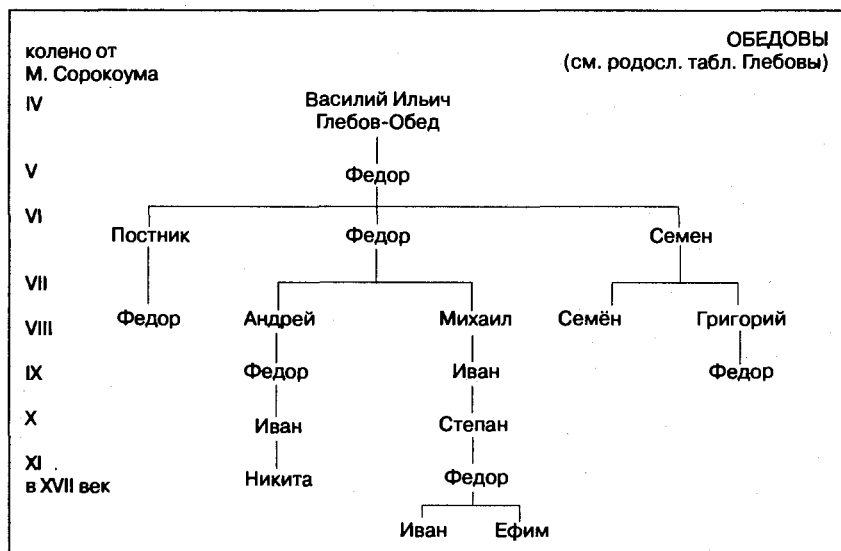 колено от
М. Сорокоума
ОБЕДОВЫ
(см. родосл. табл. Глебовы)
IV
Василий Ильич
Глебов-Обед
V
Федор
VI
Постник Федор Семен
VII
VIII
Федор Андрей Михаил Семён Григорий
IX
Федор Иван Федор
X
Иван Степан
XI
в XVII век
Никита Федор
Иван Ефим